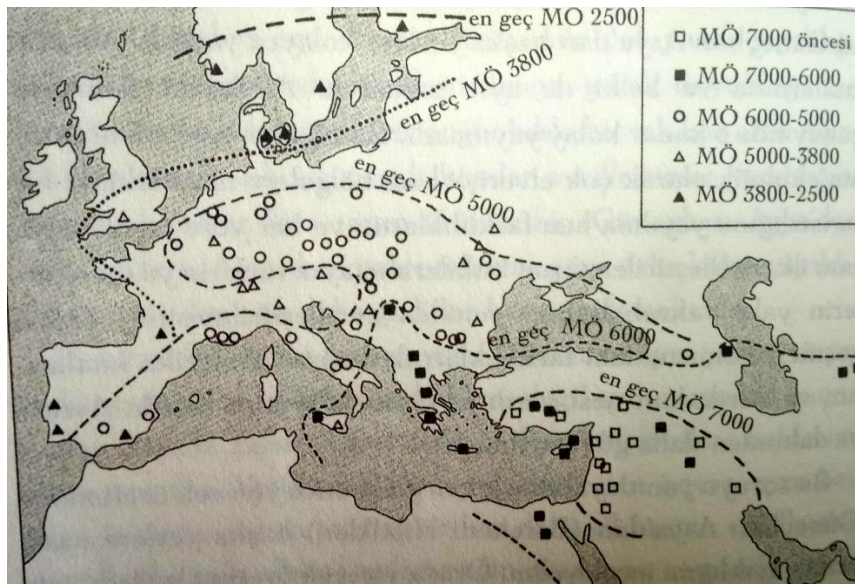 en geç MÖ 2500
en geç MÖ 3800
en geç MÖ 5000
en geç MÖ 6000
en geç MÖ 7000
MÖ 7000 öncesi
MÖ 7000-6000
MÖ 6000-5000
MÖ 5000-3800
MÖ 3800-2500